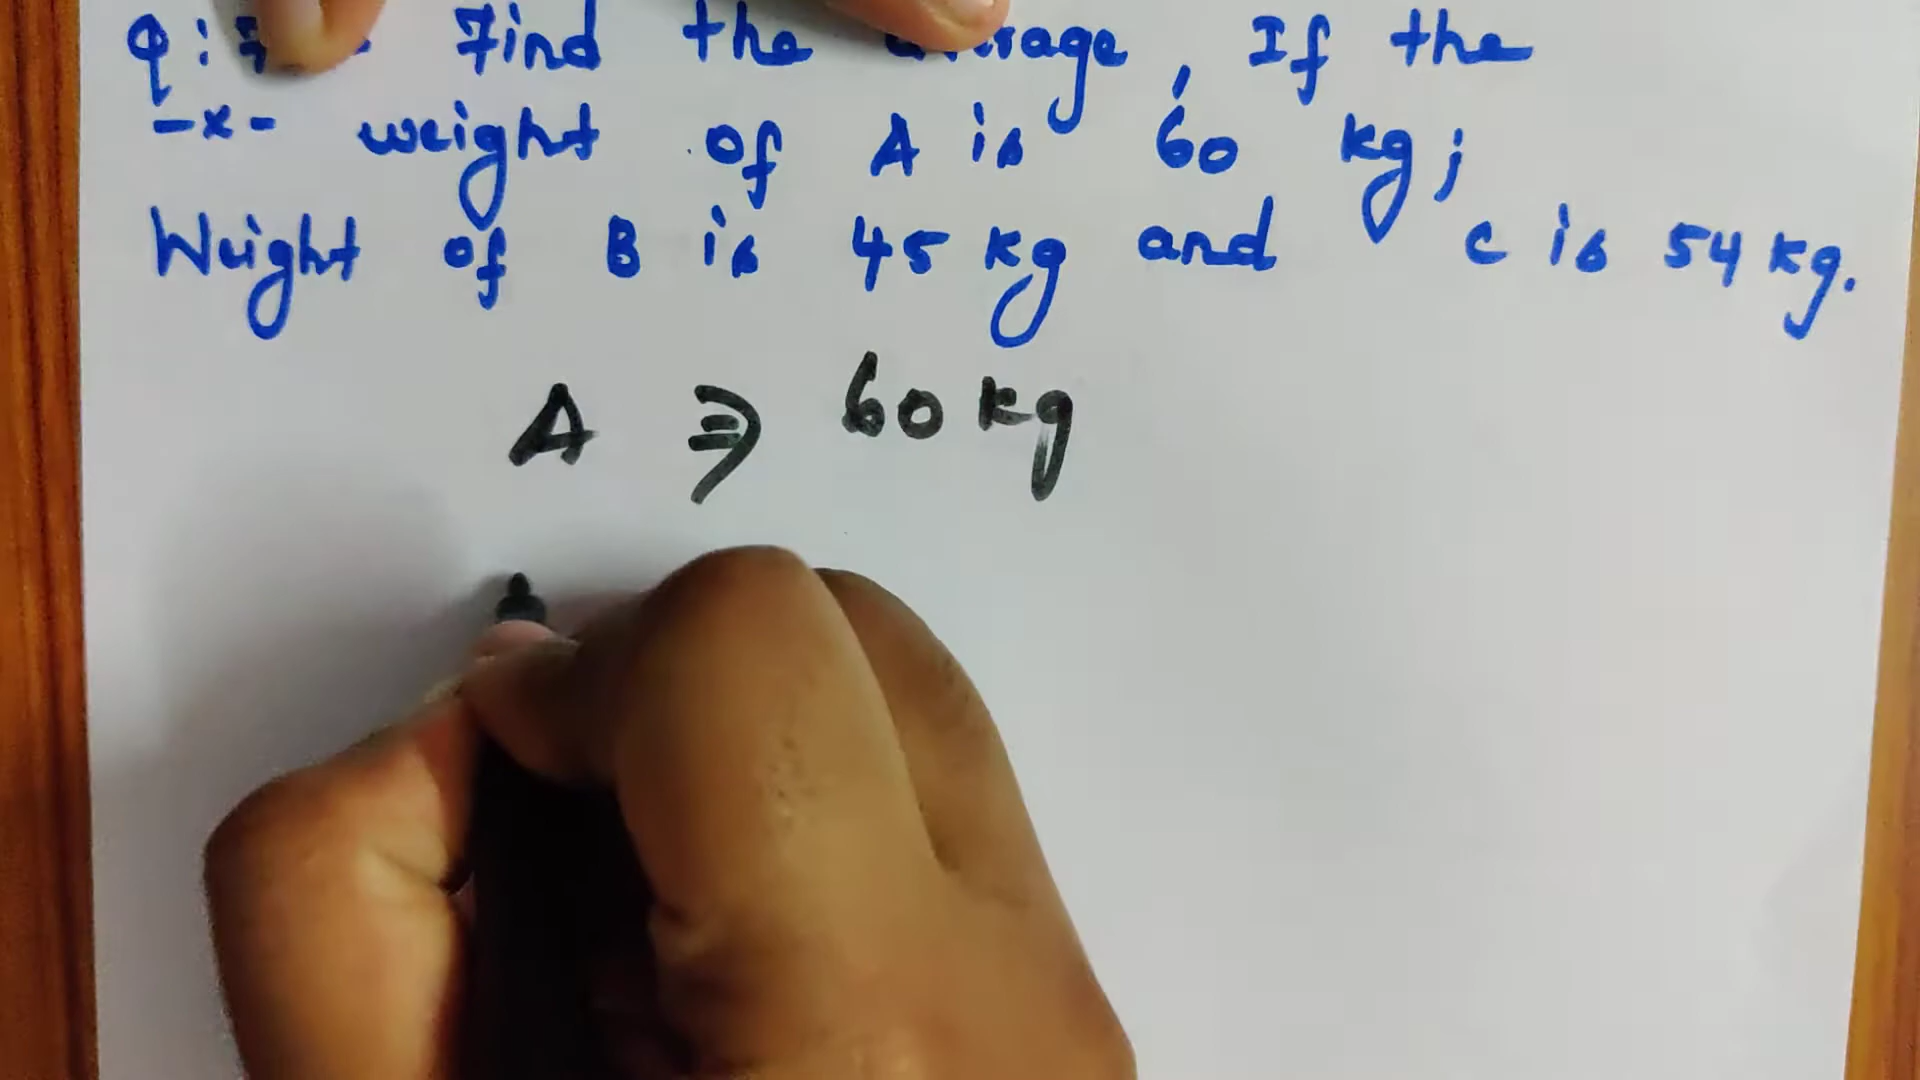 Q: Find the average, If the
-x- weight of A is 60 kg;
Weight of B is 45 kg and C is 54 kg.
A ⇒ 60 kg